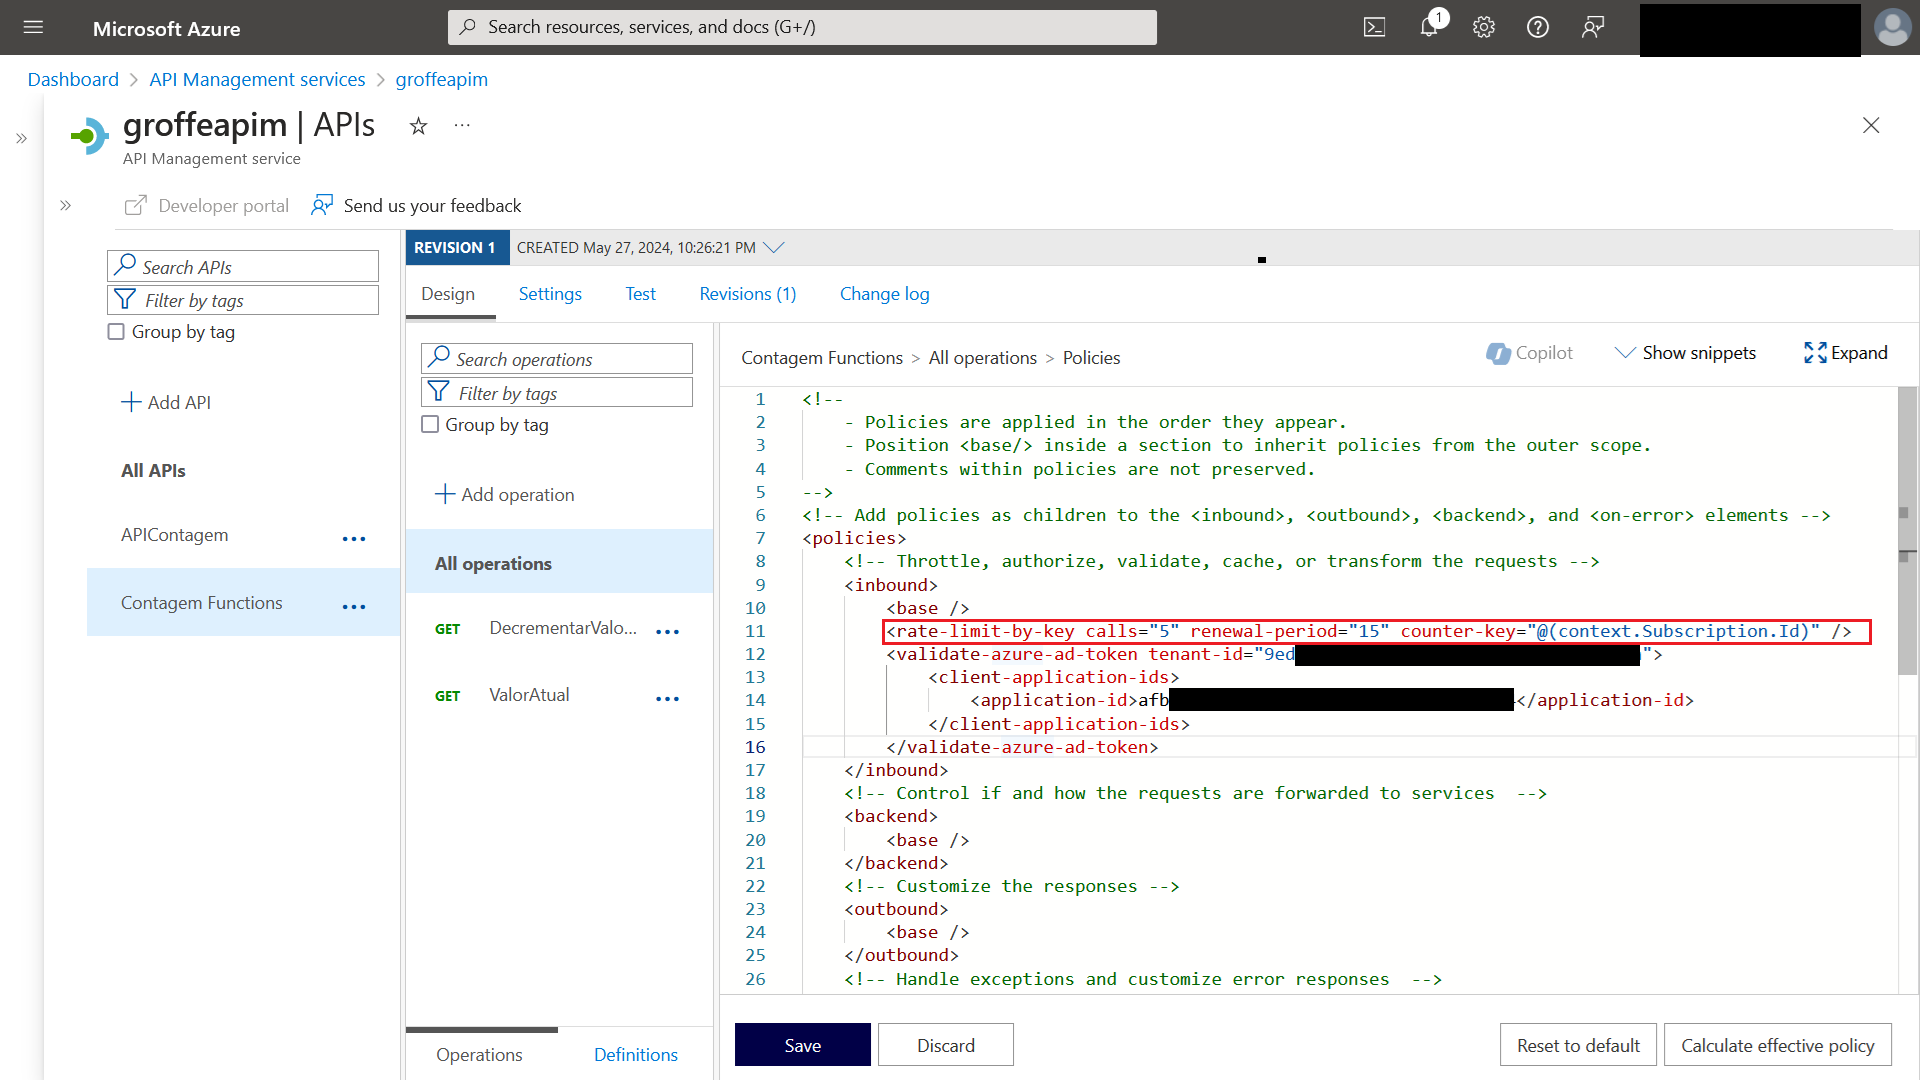 Microsoft Azure
Search resources, services, and docs (G+/)
1
Dashboard > API Management services > groffeapim
groffeapim | APIs
API Management service
Developer portal
Send us your feedback
Search APIs
Filter by tags
Group by tag
+ Add API
All APIs
APIContagem
Contagem Functions
REVISION 1
CREATED May 27, 2024, 10:26:21 PM
Design
Settings
Test
Revisions (1)
Change log
Search operations
Filter by tags
Group by tag
+ Add operation
All operations
GET DecrementarValo...
GET ValorAtual
Operations
Definitions
Contagem Functions > All operations > Policies
Copilot
Show snippets
Expand
1 <!--
2 - Policies are applied in the order they appear.
3 - Position <base/> inside a section to inherit policies from the outer scope.
4 - Comments within policies are not preserved.
5 -->
6 <!-- Add policies as children to the <inbound>, <outbound>, <backend>, and <on-error> elements -->
7 <policies>
8 <!-- Throttle, authorize, validate, cache, or transform the requests -->
9 <inbound>
10 <base />
11 <rate-limit-by-key calls="5" renewal-period="15" counter-key="@(context.Subscription.Id)" />
12 <validate-azure-ad-token tenant-id="9ed ">
13 <client-application-ids>
14 <application-id>afb </application-id>
15 </client-application-ids>
16 </validate-azure-ad-token>
17 </inbound>
18 <!-- Control if and how the requests are forwarded to services -->
19 <backend>
20 <base />
21 </backend>
22 <!-- Customize the responses -->
23 <outbound>
24 <base />
25 </outbound>
26 <!-- Handle exceptions and customize error responses -->
Save
Discard
Reset to default
Calculate effective policy